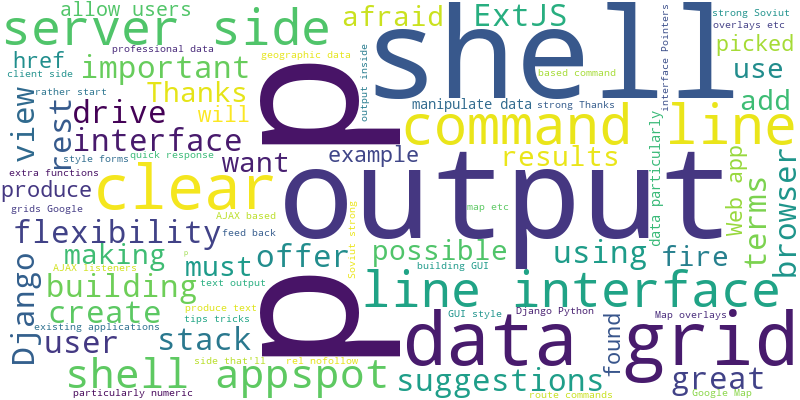 allow users
server side
professional data
geographic data
href
client side
important
rather start
Thanks
view
rest
drive
will
interface
extra functions
style forms
quick response
want
produce
clear
grids Google
AJAX based
flexibility
feed back
making
AJAX listeners
p
must
offer
building
text output
create
produce text
tips tricks
Django
existing applications
user
stack
side that'll
rel nofollow
shell appspot
particularly numeric
d
d
afraid
ExtJS
shell
output inside
based command
manipulate data
strong Thanks
command line
example
results
output
map etc
Soviut strong
possible
using
fire
building GUI
line interface
GUI style
Django Python
Map overlays
data grid
found
suggestions
great
route commands
Google Map
strong Soviut
overlays etc
interface Pointers
picked
use
add
data particularly
Web app
terms
browser